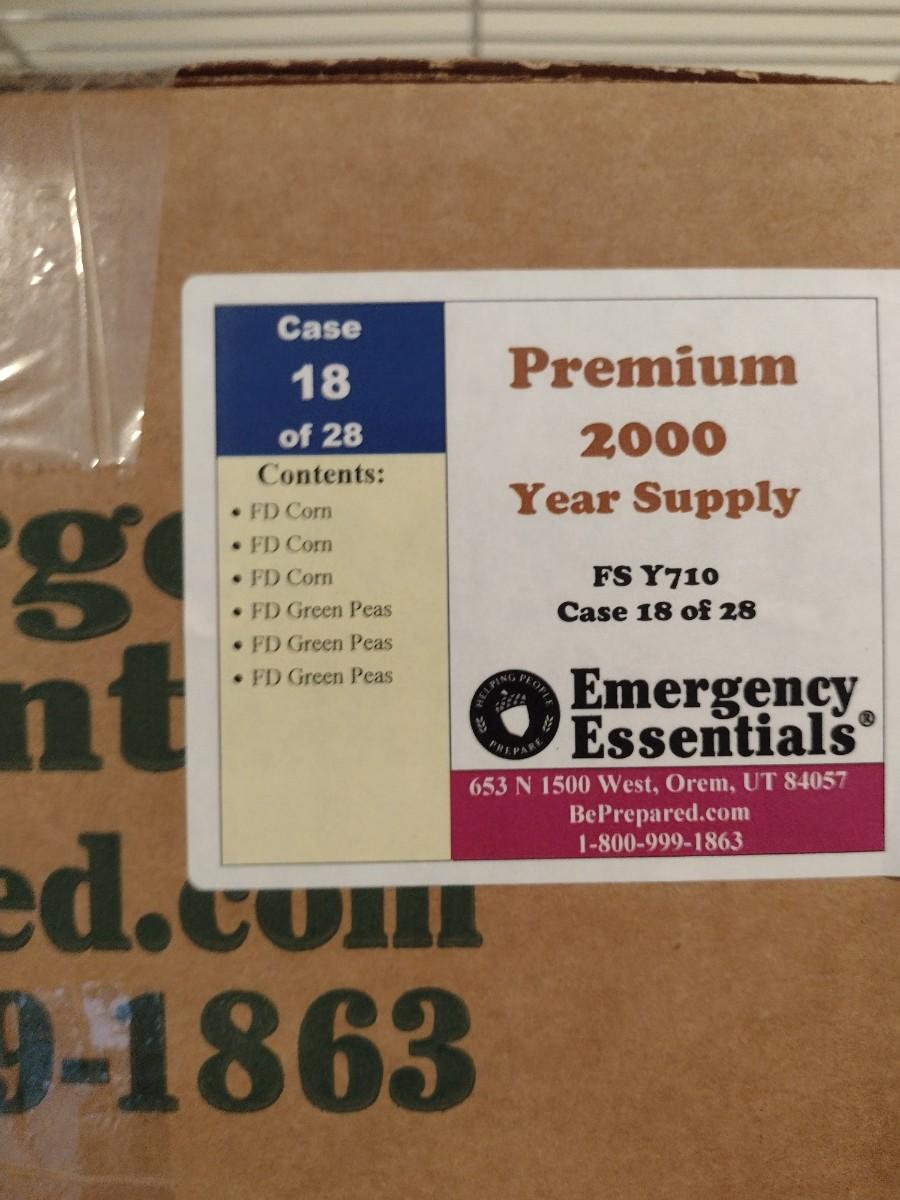 Case
18
of 28
Contents:
• FD Corn
• FD Corn
• FD Corn
• FD Green Peas
• FD Green Peas
• FD Green Peas
Premium
2000
Year Supply
FS Y710
Case 18 of 28
HELPING PEOPLE
PREPARE
Emergency
Essentials®
653 N 1500 West, Orem, UT 84057
BePrepared.com
1-800-999-1863
rge
nt
ed.com
9-1863